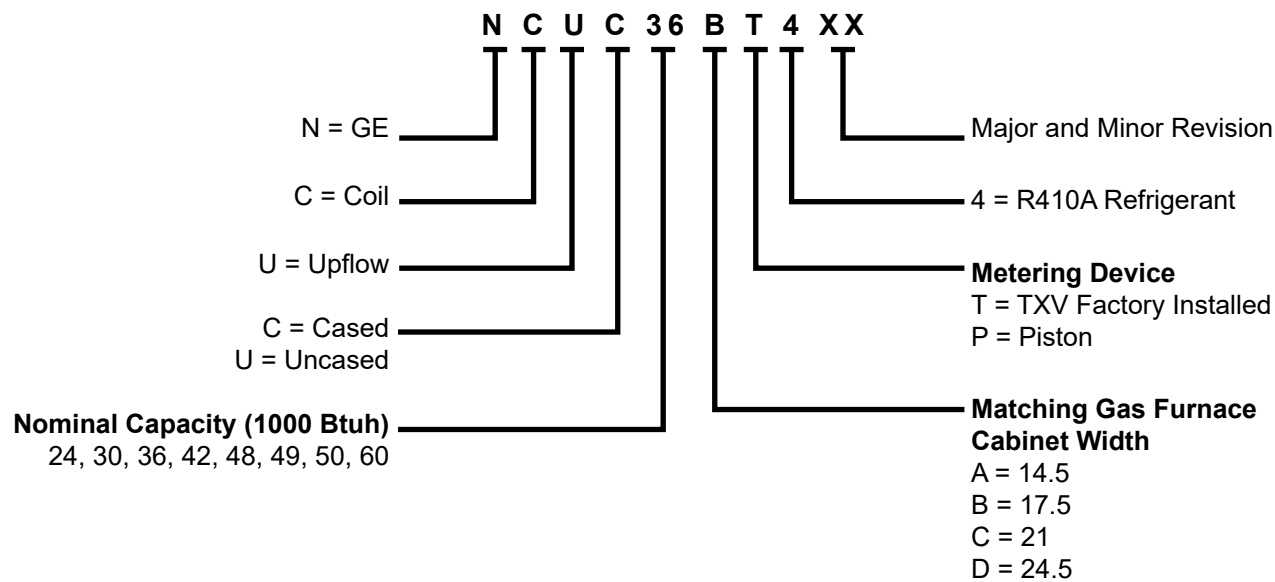 N C U C 36 B T 4 XX
N = GE
C = Coil
U = Upflow
C = Cased
U = Uncased
Nominal Capacity (1000 Btuh)
24, 30, 36, 42, 48, 49, 50, 60
Major and Minor Revision
4 = R410A Refrigerant
Metering Device
T = TXV Factory Installed
P = Piston
Matching Gas Furnace
Cabinet Width
A = 14.5
B = 17.5
C = 21
D = 24.5